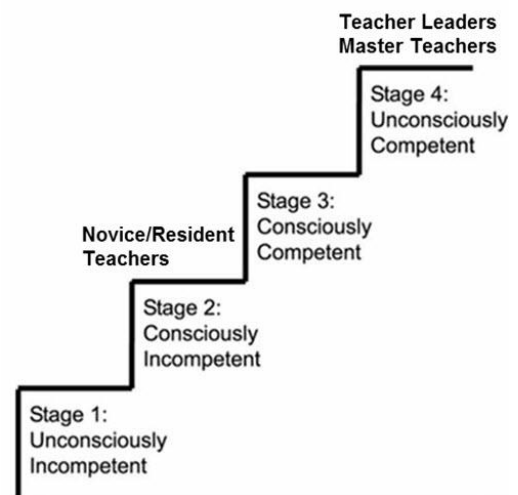 Teacher Leaders
Master Teachers
Stage 4:
Unconsciously
Competent
Stage 3:
Consciously
Competent
Novice/Resident
Teachers
Stage 2:
Consciously
Incompetent
Stage 1:
Unconsciously
Incompetent